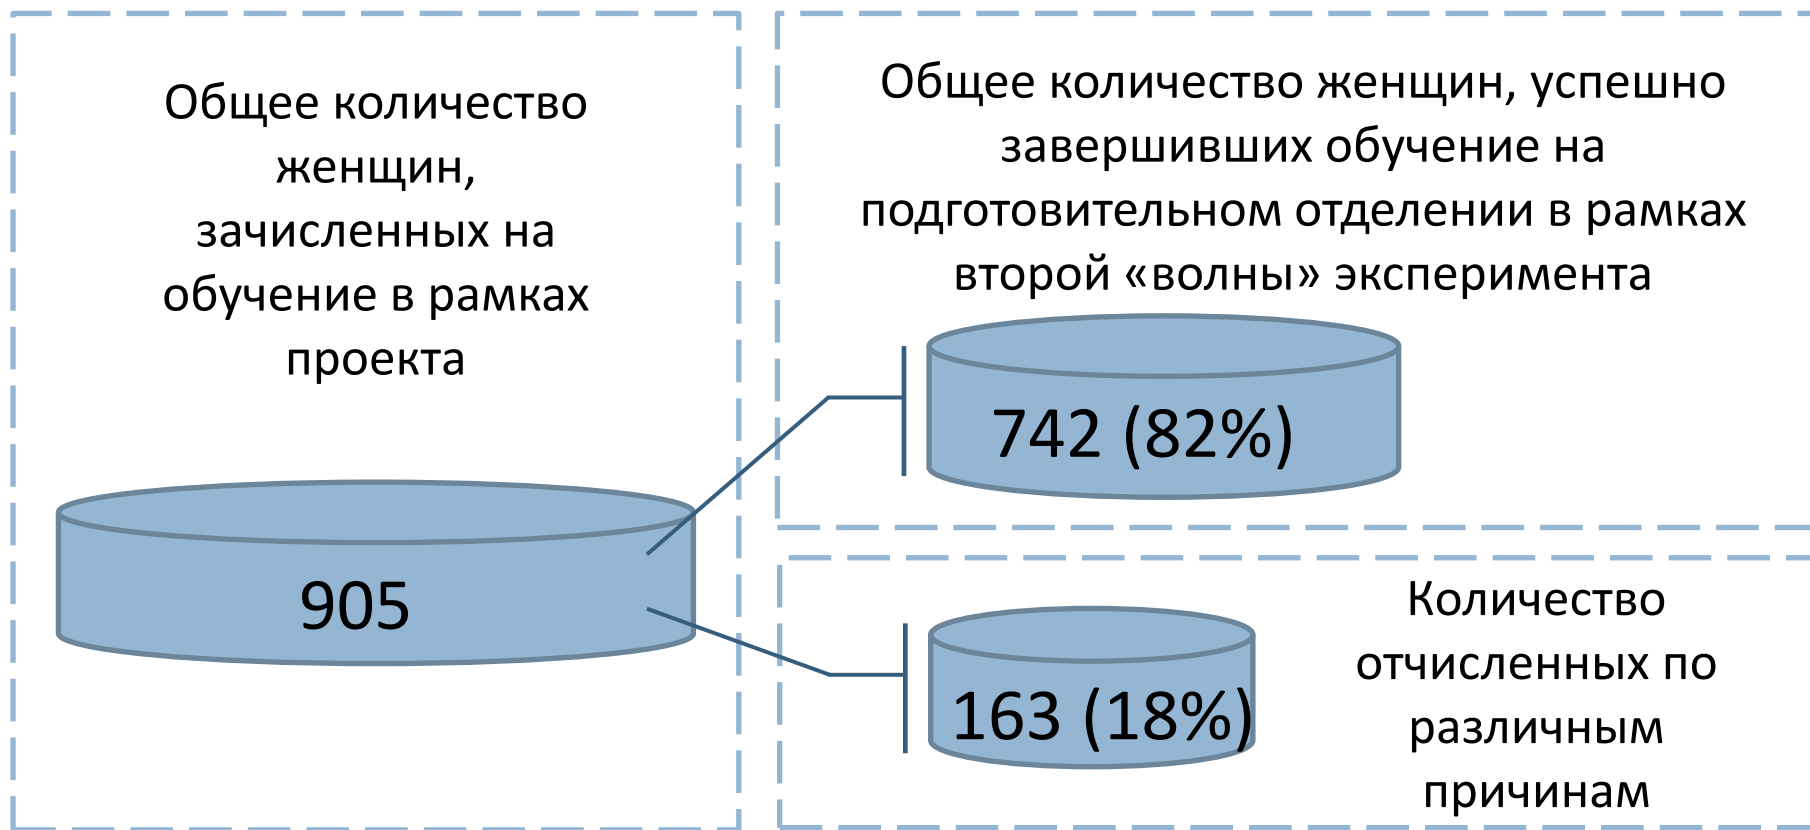 Общее количество
женщин,
зачисленных на
обучение в рамках
проекта
905
Общее количество женщин, успешно
завершивших обучение на
подготовительном отделении в рамках
второй «волны» эксперимента
742 (82%)
163 (18%)
Количество
отчисленных по
различным
причинам